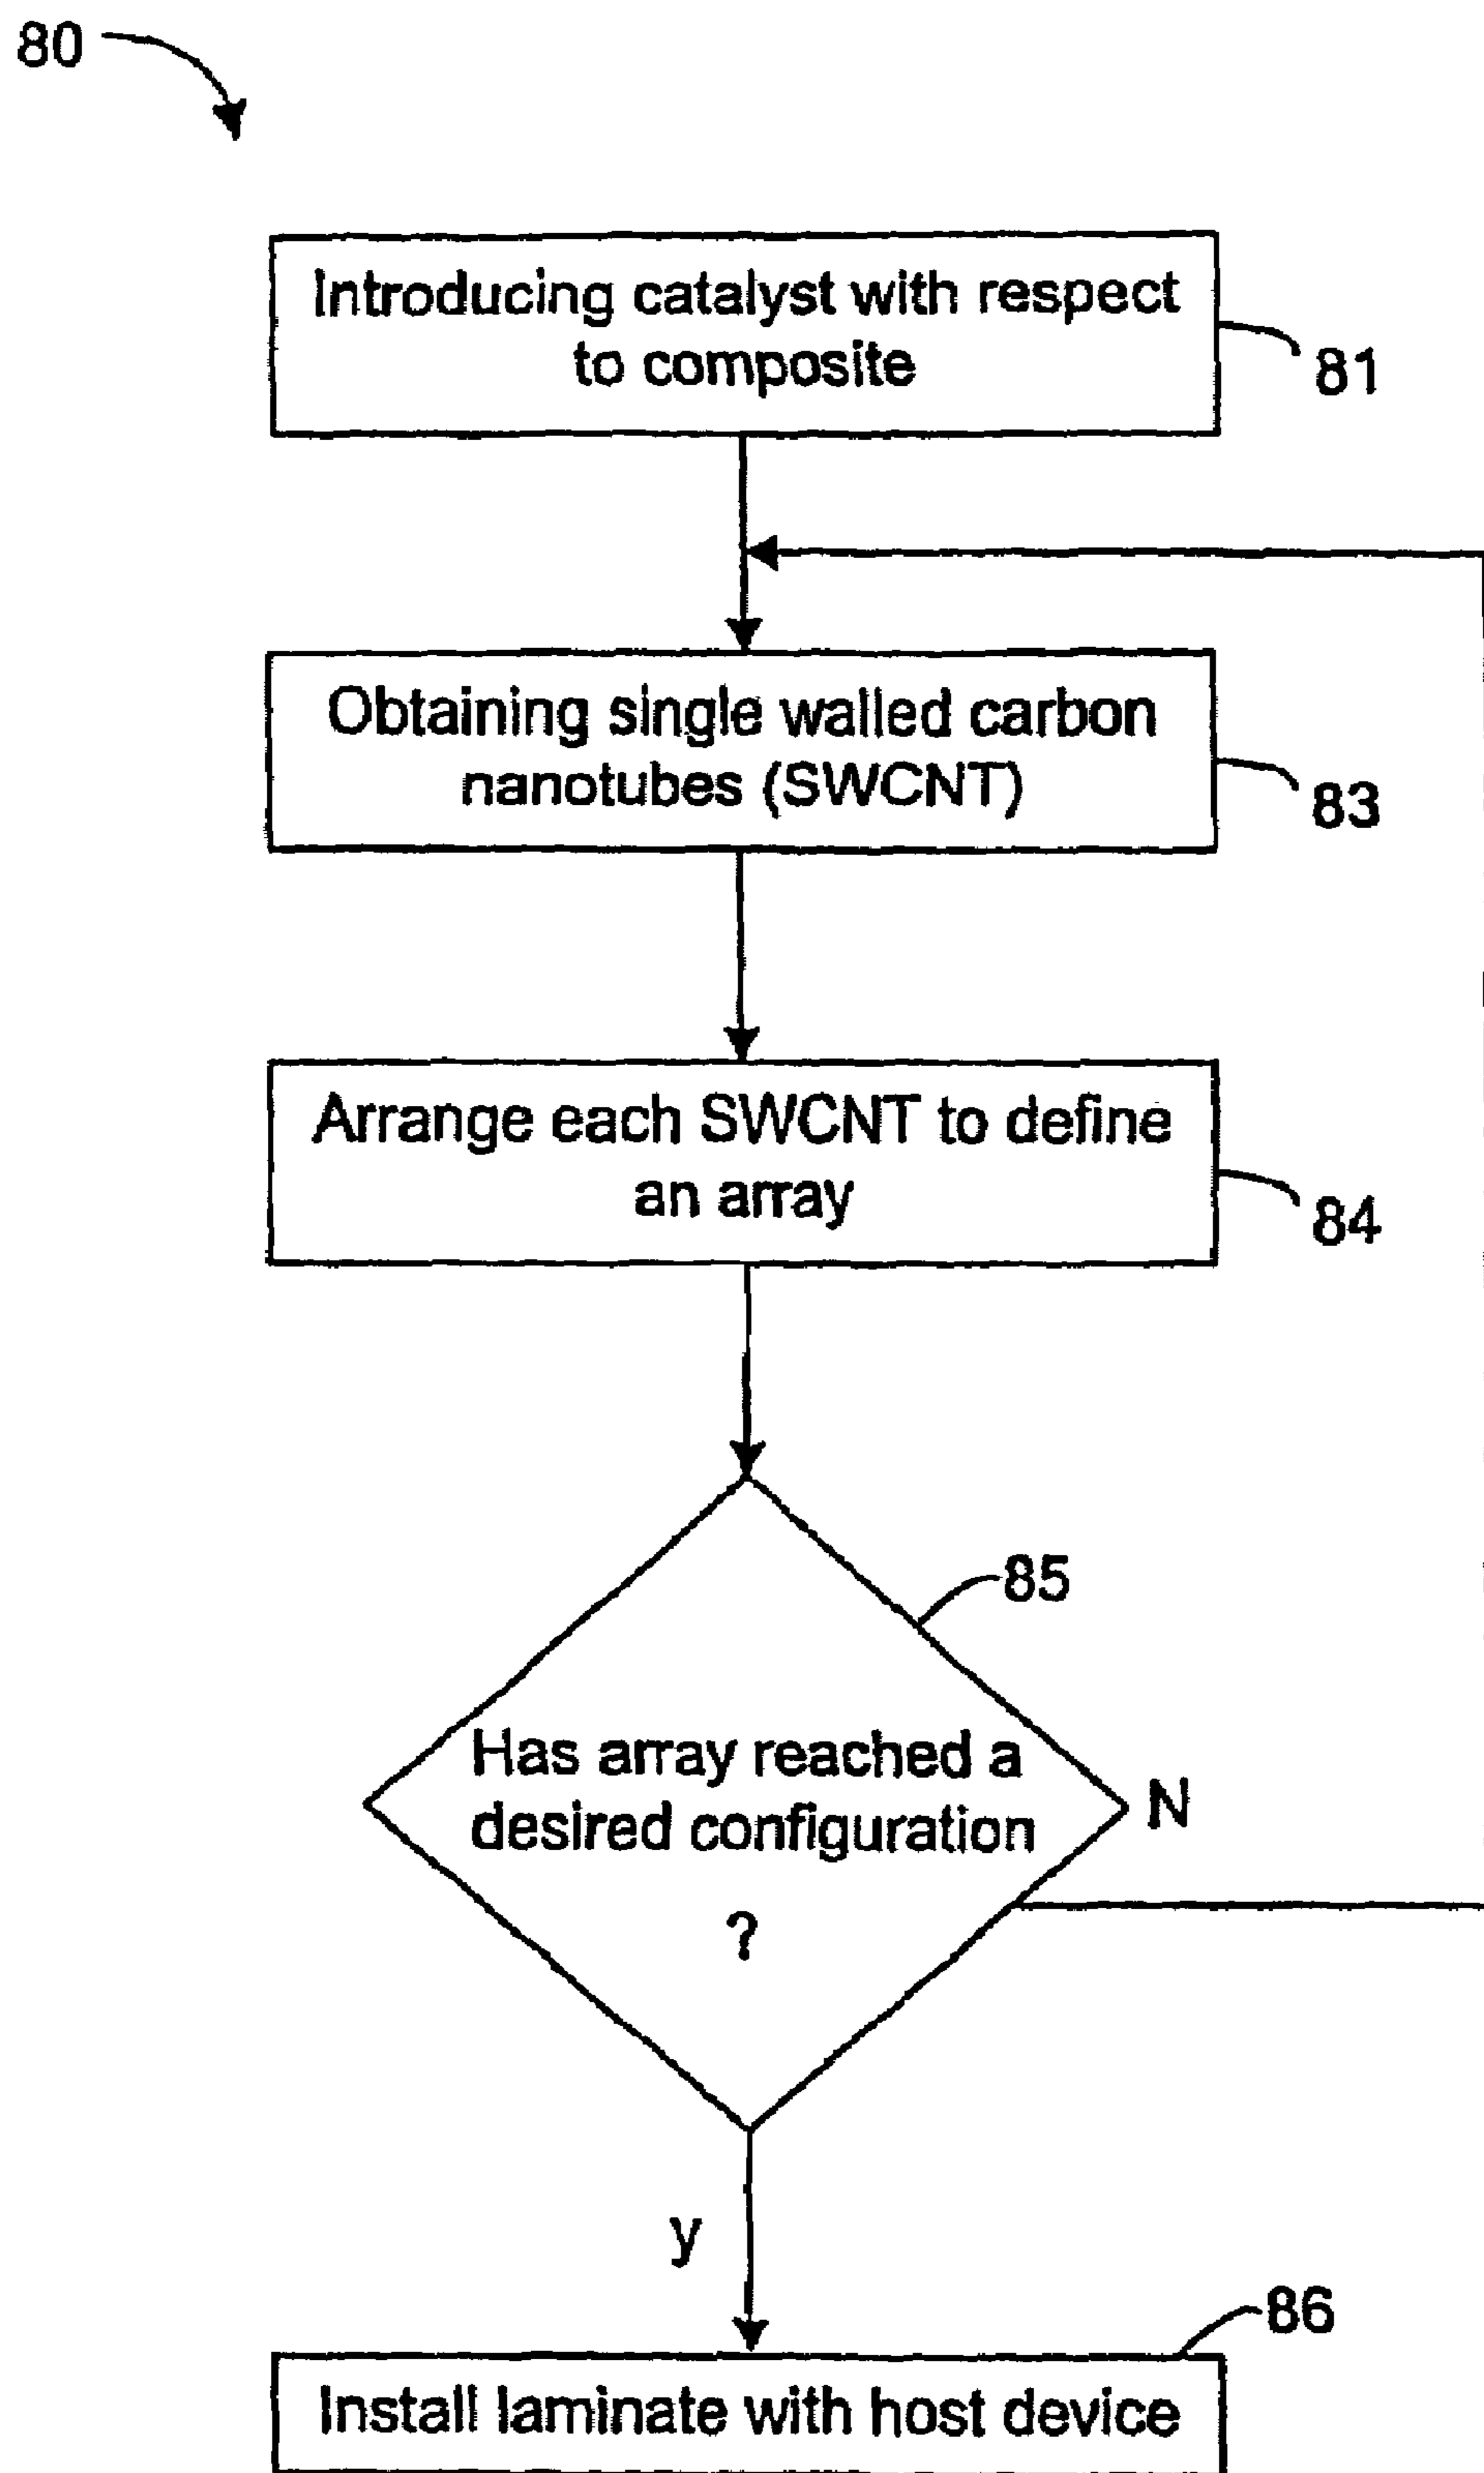 80
Introducing catalyst with respect
to composite
81
Obtaining single walled carbon
nanotubes (SWCNT)
83
Arrange each SWCNT to define
an array
84
85
Has array reached a
desired configuration
?
N
y
86
Install laminate with host device